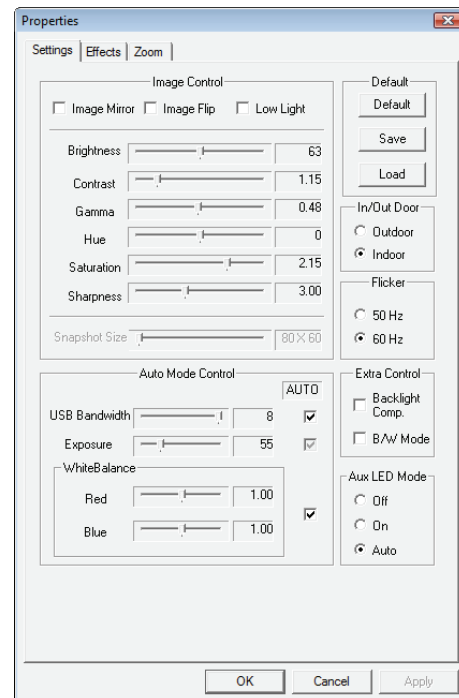 Properties
Settings Effects Zoom
Image Control
Image Mirror Image Flip Low Light
Brightness 63
Contrast 1.15
Gamma 0.48
Hue 0
Saturation 2.15
Sharpness 3.00
Snapshot Size 80 X 60
Default
Default
Save
Load
In/Out Door
Outdoor
Indoor
Flicker
50 Hz
60 Hz
Auto Mode Control
AUTO
USB Bandwidth 8
Exposure 55
WhiteBalance
Red 1.00
Blue 1.00
Extra Control
Backlight
Comp.
B/W Mode
Aux LED Mode
Off
On
Auto
OK Cancel Apply